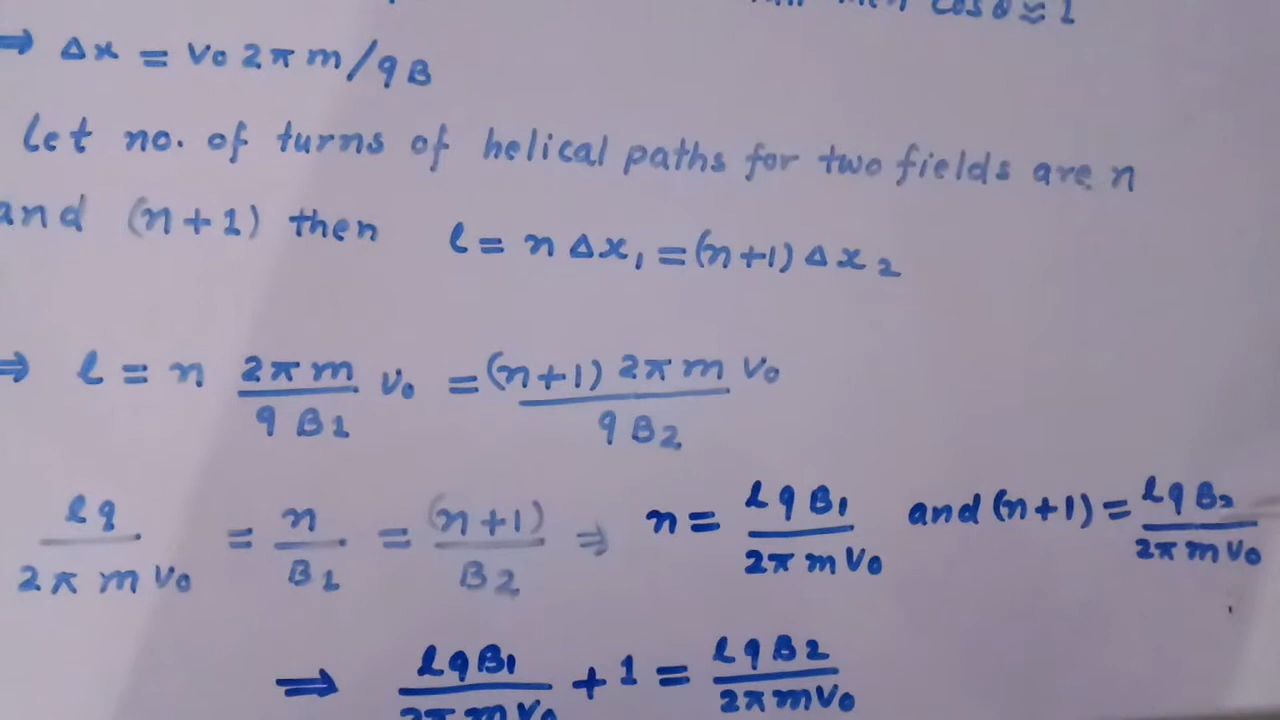 cos θ ≈ 1
⇒ Δx = v₀ 2π m/qB
Let no. of turns of helical paths for two fields are n
and (n+1) then l = n Δx₁ = (n+1) Δx₂
⇒ l = n (2πm / qB₁) v₀ = ((n+1) 2πm / qB₂) v₀
lq / 2πmv₀ = n / B₁ = (n+1) / B₂ ⇒ n = lqB₁ / 2πmv₀ and (n+1) = lqB₂ / 2πmv₀
⇒ lqB₁ / 2πmv₀ + 1 = lqB₂ / 2πmv₀